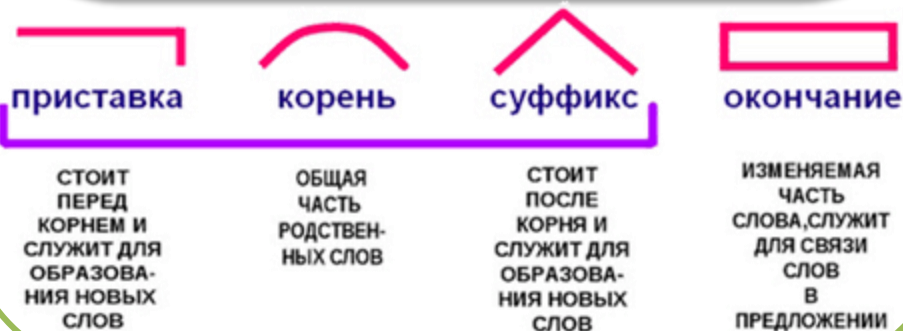 приставка
корень
суффикс
окончание
СТОИТ
ПЕРЕД
КОРНЕМ И
СЛУЖИТ ДЛЯ
ОБРАЗОВА-
НИЯ НОВЫХ
СЛОВ
ОБЩАЯ
ЧАСТЬ
РОДСТВЕН-
НЫХ СЛОВ
СТОИТ
ПОСЛЕ
КОРНЯ И
СЛУЖИТ ДЛЯ
ОБРАЗОВА-
НИЯ НОВЫХ
СЛОВ
ИЗМЕНЯЕМАЯ
ЧАСТЬ
СЛОВА,СЛУЖИТ
ДЛЯ СВЯЗИ
СЛОВ
В
ПРЕДЛОЖЕНИИ